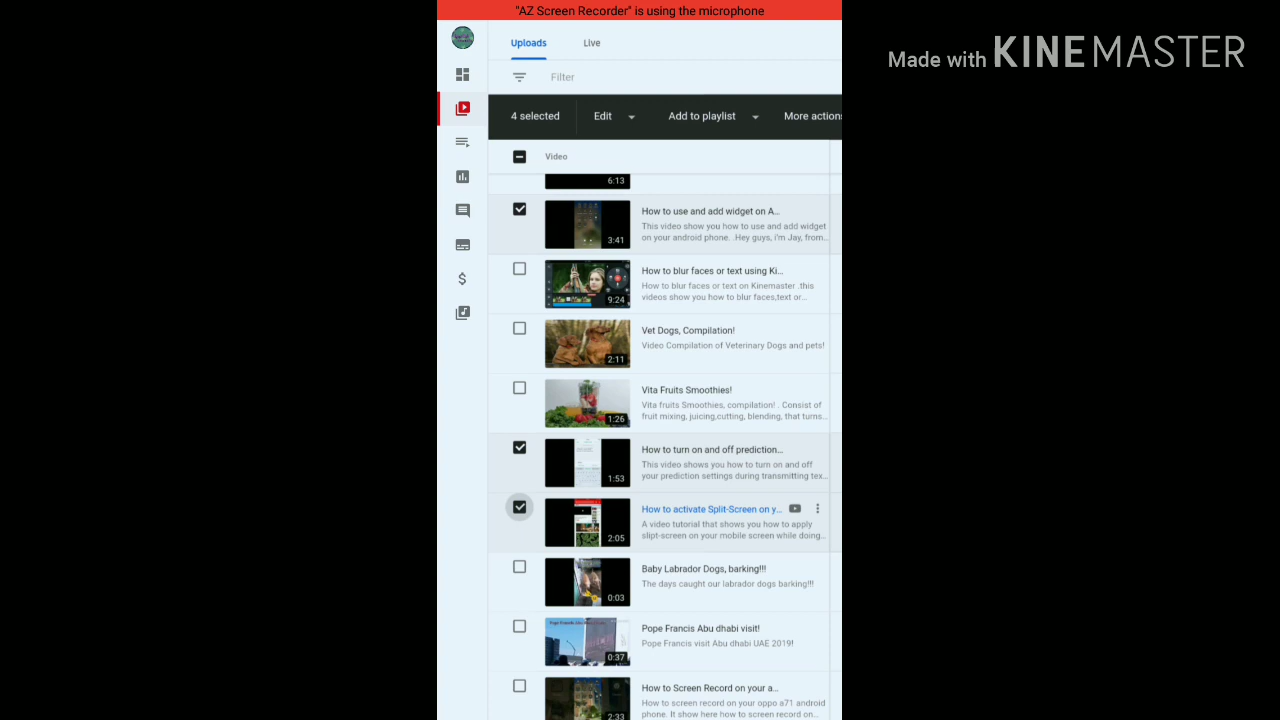 "AZ Screen Recorder" is using the microphone
Made with KINEMASTER
Uploads Live
Filter
4 selected Edit Add to playlist More actions
Video
6:13
How to use and add widget on A...
This video show you how to use and add widget
on your android phone. .Hey guys, i'm Jay, from...
3:41
How to blur faces or text using Ki...
How to blur faces or text on Kinemaster .this
videos show you how to blur faces,text or...
9:24
Vet Dogs, Compilation!
Video Compilation of Veterinary Dogs and pets!
2:11
Vita Fruits Smoothies!
Vita fruits Smoothies, compilation! . Consist of
fruit mixing, juicing,cutting, blending, that turns...
1:26
How to turn on and off prediction...
This video shows you how to turn on and off
your prediction settings during transmitting tex...
1:53
How to activate Split-Screen on y...
A video tutorial that shows you how to apply
slipt-screen on your mobile screen while doing...
2:05
Baby Labrador Dogs, barking!!!
The days caught our labrador dogs barking!!!
0:03
Pope Francis Abu dhabi visit!
Pope Francis visit Abu dhabi UAE 2019!
0:37
How to Screen Record on your a...
How to screen record on your oppo a71 android
phone. It show here how to screen record on...
2:33